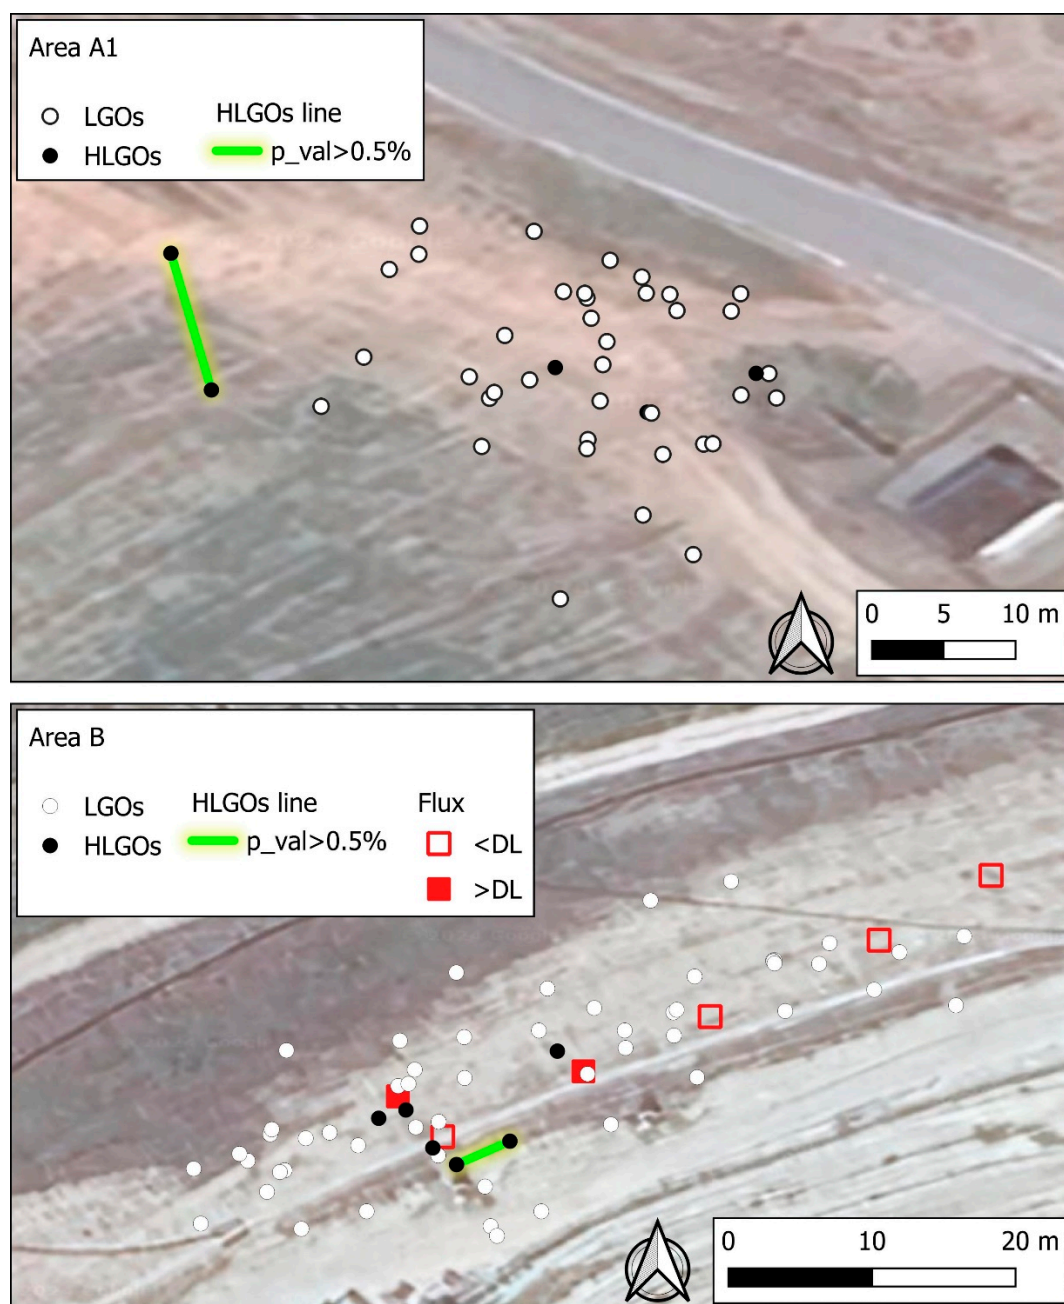 Area A1
LGOs
HLGOs line
HLGOs
p_val>0.5%
0 5 10 m
Area B
LGOs
HLGOs line
Flux
HLGOs
p_val>0.5%
<DL
>DL
0 10 20 m